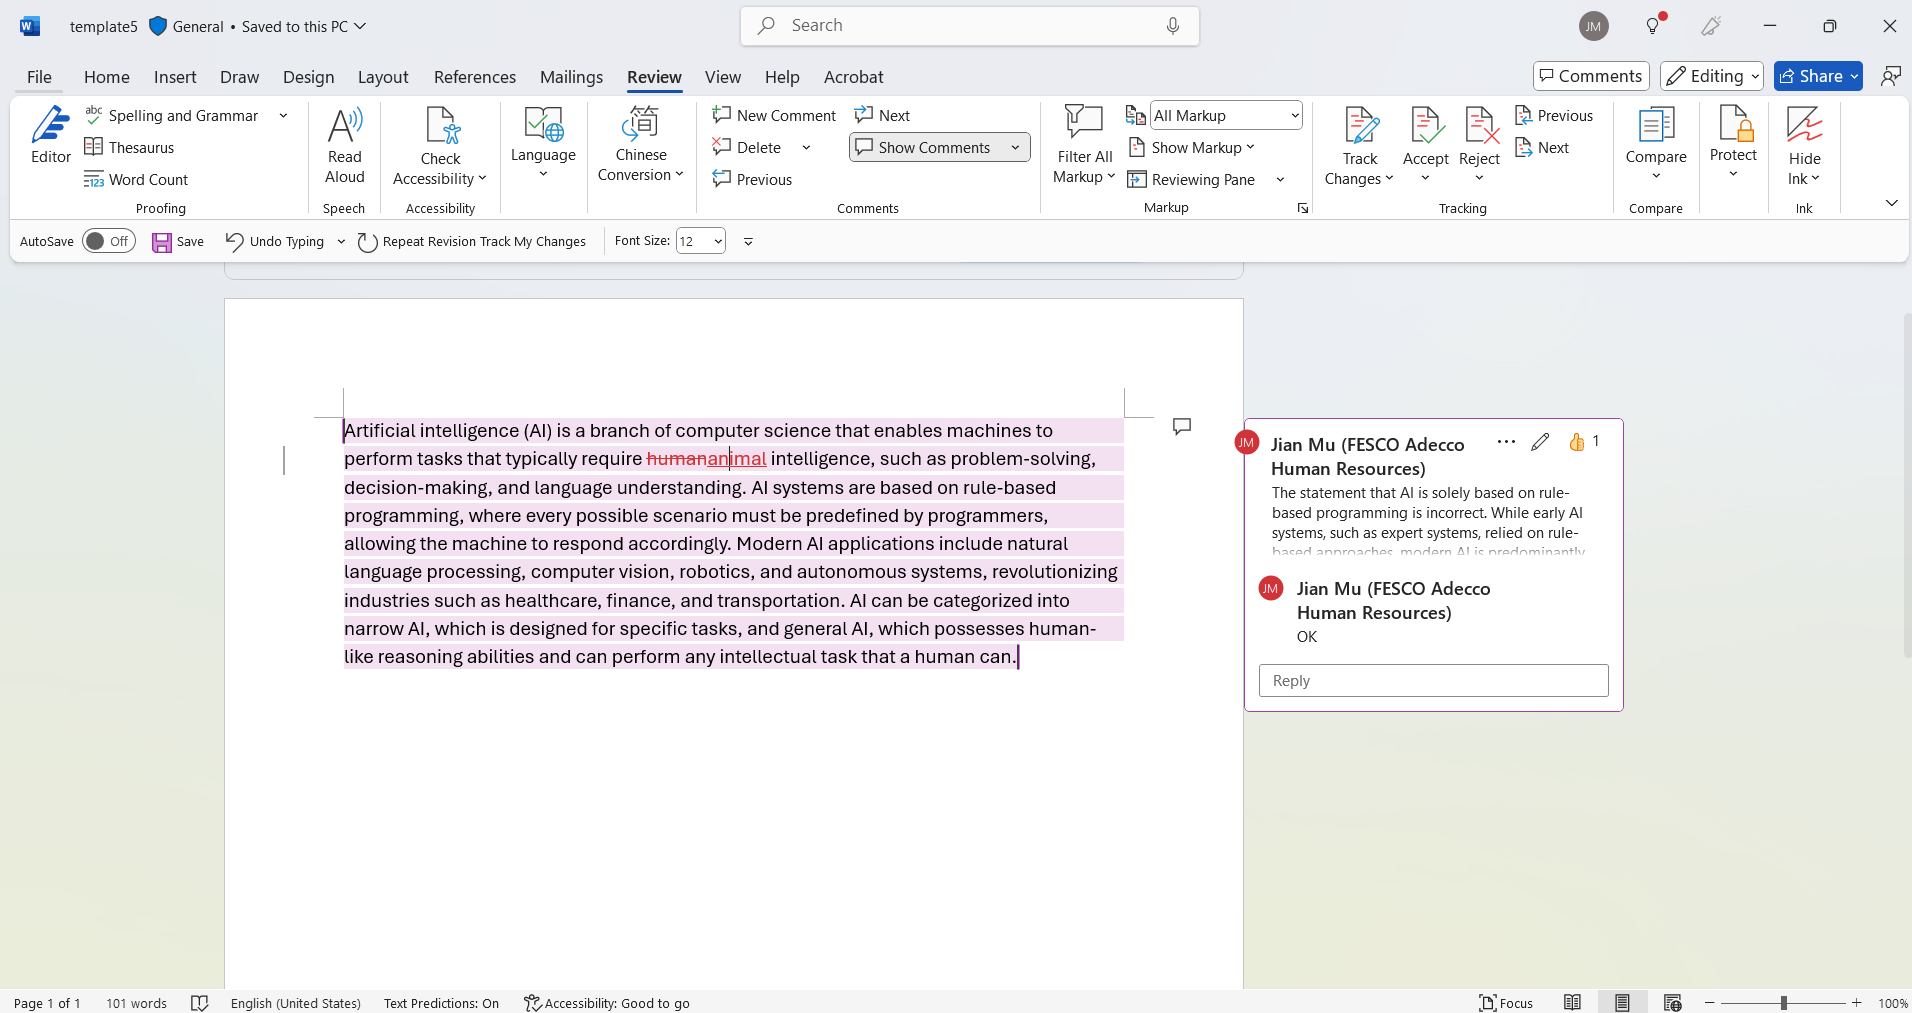 template5 General • Saved to this PC
Search
JM
File Home Insert Draw Design Layout References Mailings Review View Help Acrobat
Comments Editing Share
Editor
abc Spelling and Grammar
Thesaurus
123 Word Count
Proofing
Read Aloud
Speech
Check Accessibility
Accessibility
Language
Chinese Conversion
New Comment
Delete
Previous
Next
Show Comments
Comments
Filter All Markup
All Markup
Show Markup
Reviewing Pane
Markup
Track Changes
Accept
Reject
Previous
Next
Tracking
Compare
Compare
Protect
Hide Ink
Ink
AutoSave Off Save Undo Typing Repeat Revision Track My Changes Font Size: 12
Artificial intelligence (AI) is a branch of computer science that enables machines to
perform tasks that typically require humananimal intelligence, such as problem-solving,
decision-making, and language understanding. AI systems are based on rule-based
programming, where every possible scenario must be predefined by programmers,
allowing the machine to respond accordingly. Modern AI applications include natural
language processing, computer vision, robotics, and autonomous systems, revolutionizing
industries such as healthcare, finance, and transportation. AI can be categorized into
narrow AI, which is designed for specific tasks, and general AI, which possesses human-
like reasoning abilities and can perform any intellectual task that a human can.
JM Jian Mu (FESCO Adecco 1
Human Resources)
The statement that AI is solely based on rule-
based programming is incorrect. While early AI
systems, such as expert systems, relied on rule-
based approaches, modern AI is predominantly
JM Jian Mu (FESCO Adecco
Human Resources)
OK
Reply
Page 1 of 1 101 words English (United States) Text Predictions: On Accessibility: Good to go Focus 100%